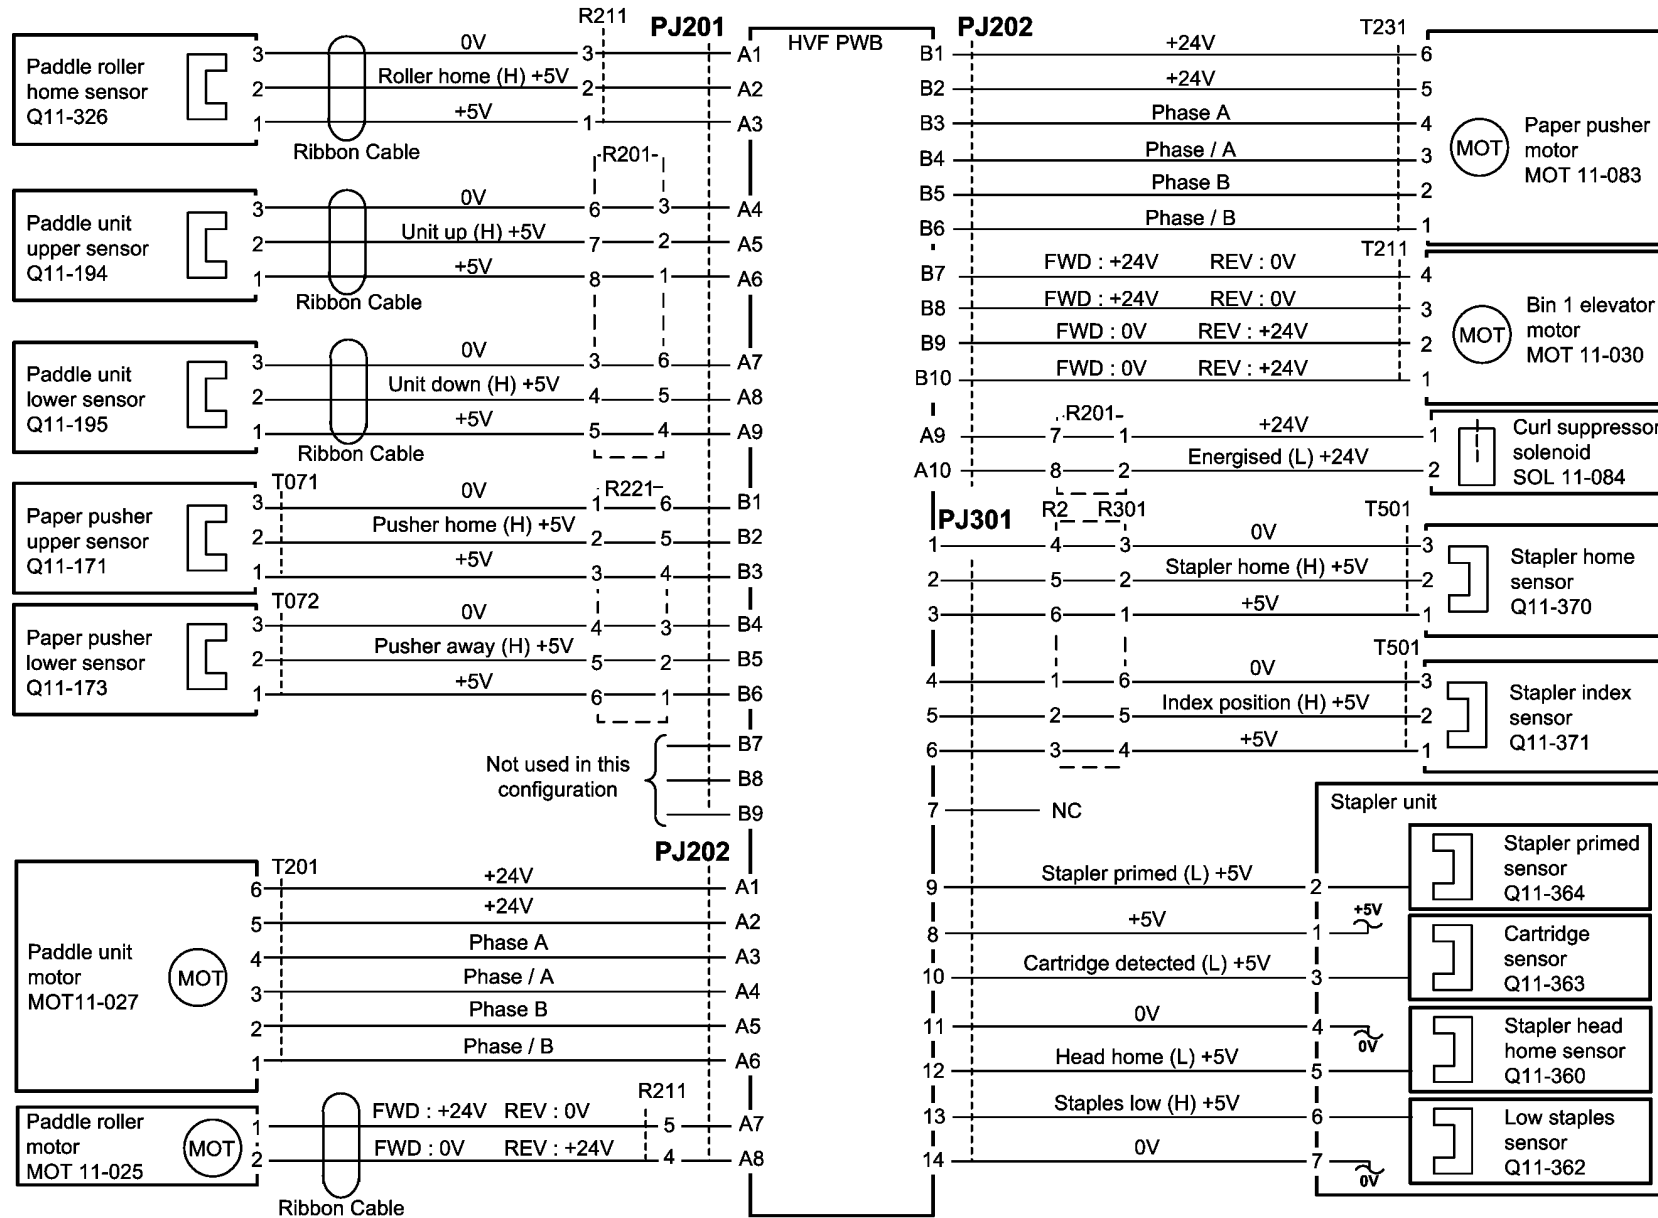 R211
PJ201
HVF PWB
PJ202
T231
Paddle roller
home sensor
Q11-326
3 0V 3 A1
2 Roller home (H) +5V 2 A2
1 +5V 1 A3
Ribbon Cable
R201
Paddle unit
upper sensor
Q11-194
3 0V 6 3 A4
2 Unit up (H) +5V 7 2 A5
1 +5V 8 1 A6
Ribbon Cable
Paddle unit
lower sensor
Q11-195
3 0V 3 6 A7
2 Unit down (H) +5V 4 5 A8
1 +5V 5 4 A9
Ribbon Cable
T071
R221
Paper pusher
upper sensor
Q11-171
3 0V 1 6 B1
2 Pusher home (H) +5V 2 5 B2
1 +5V 3 4 B3
T072
Paper pusher
lower sensor
Q11-173
3 0V 4 3 B4
2 Pusher away (H) +5V 5 2 B5
1 +5V 6 1 B6
Not used in this
configuration
B7
B8
B9
PJ202
T201
Paddle unit
motor
MOT11-027
MOT
6 +24V A1
5 +24V A2
4 Phase A A3
3 Phase / A A4
2 Phase B A5
1 Phase / B A6
R211
Paddle roller
motor
MOT 11-025
MOT
1 FWD : +24V REV : 0V 5 A7
2 FWD : 0V REV : +24V 4 A8
Ribbon Cable
B1 +24V 6
B2 +24V 5
B3 Phase A 4
B4 Phase / A 3
B5 Phase B 2
B6 Phase / B 1
MOT
Paper pusher
motor
MOT 11-083
T211
B7 FWD : +24V REV : 0V 4
B8 FWD : +24V REV : 0V 3
B9 FWD : 0V REV : +24V 2
B10 FWD : 0V REV : +24V 1
MOT
Bin 1 elevator
motor
MOT 11-030
R201
A9 7 1 +24V 1
A10 8 2 Energised (L) +24V 2
Curl suppressor
solenoid
SOL 11-084
PJ301
R2 R301
T501
1 4 3 0V 3
2 5 2 Stapler home (H) +5V 2
3 6 1 +5V 1
Stapler home
sensor
Q11-370
T501
4 1 6 0V 3
5 2 5 Index position (H) +5V 2
6 3 4 +5V 1
Stapler index
sensor
Q11-371
7 NC
Stapler unit
9 Stapler primed (L) +5V 2
8 +5V 1 +5V
10 Cartridge detected (L) +5V 3
11 0V 4 0V
12 Head home (L) +5V 5
13 Staples low (H) +5V 6
14 0V 7 0V
Stapler primed
sensor
Q11-364
Cartridge
sensor
Q11-363
Stapler head
home sensor
Q11-360
Low staples
sensor
Q11-362